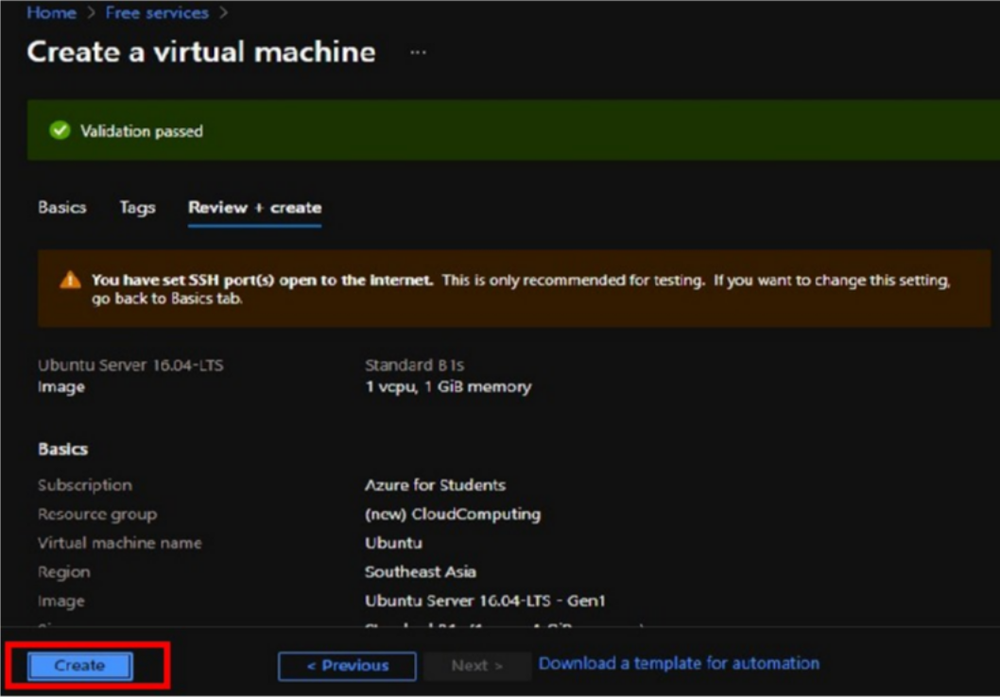 Home > Free services >
Create a virtual machine ...
Validation passed
Basics Tags Review + create
You have set SSH port(s) open to the internet. This is only recommended for testing. If you want to change this setting,
go back to Basics tab.
Ubuntu Server 16.04-LTS Standard B1s
Image 1 vcpu, 1 GiB memory
Basics
Subscription Azure for Students
Resource group (new) CloudComputing
Virtual machine name Ubuntu
Region Southeast Asia
Image Ubuntu Server 16.04-LTS - Gen1
Create < Previous Next > Download a template for automation